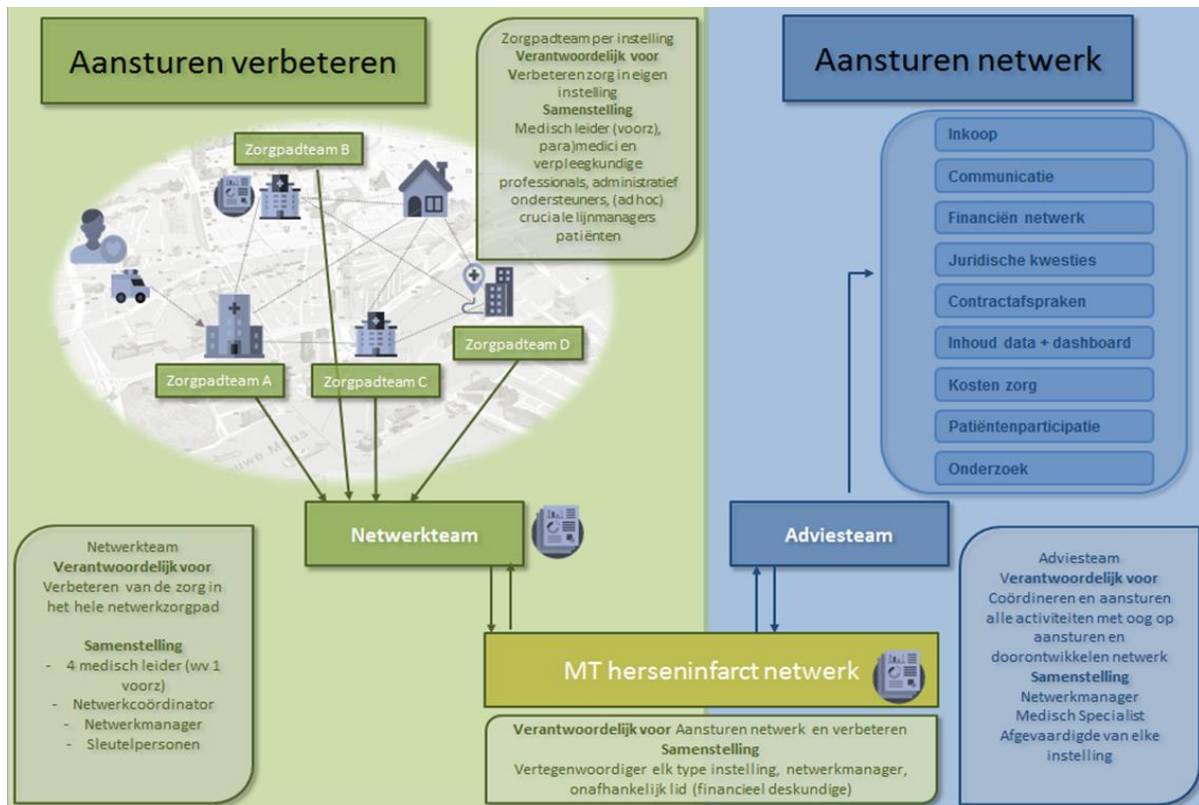 Aansturen verbeteren
Zorgpadteam per instelling
Verantwoordelijk voor
Verbeteren zorg in eigen
instelling
Samenstelling
Medisch leider (voorz),
para)medici en
verpleegkundige
professionals, administratief
ondersteuners, (ad hoc)
cruciale lijnmanagers
patiënten
Zorgpadteam B
Zorgpadteam D
Zorgpadteam A
Zorgpadteam C
Netwerkteam
Netwerkteam
Verantwoordelijk voor
Verbeteren van de zorg in
het hele netwerkzorgpad
Samenstelling
- 4 medisch leider (wv 1
voorz)
- Netwerkcoördinator
- Netwerkmanager
- Sleutelpersonen
MT herseninfarct netwerk
Verantwoordelijk voor Aansturen netwerk en verbeteren
Samenstelling
Vertegenwoordiger elk type instelling, netwerkmanager,
onafhankelijk lid (financieel deskundige)
Aansturen netwerk
Inkoop
Communicatie
Financiën netwerk
Juridische kwesties
Contractafspraken
Inhoud data + dashboard
Kosten zorg
Patiëntenparticipatie
Onderzoek
Adviesteam
Adviesteam
Verantwoordelijk voor
Coördineren en aansturen
alle activiteiten met oog op
aansturen en
doorontwikkelen netwerk
Samenstelling
Netwerkmanager
Medisch Specialist
Afgevaardigde van elke
instelling